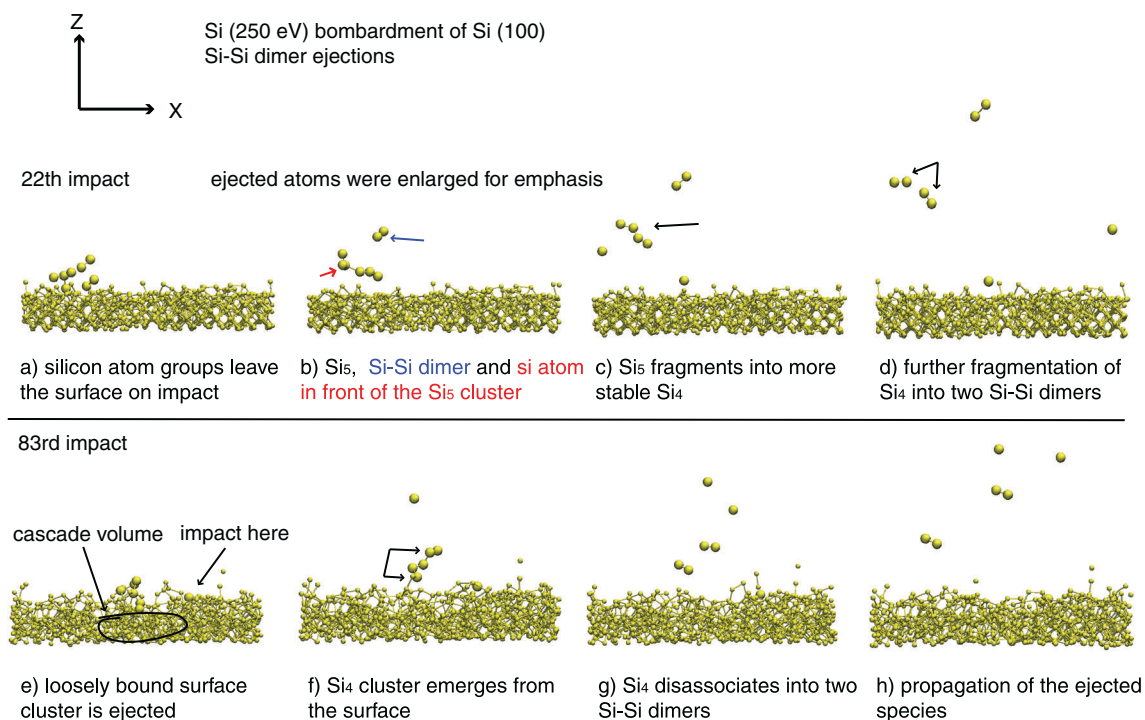 Z
X
Si (250 eV) bombardment of Si (100)
Si-Si dimer ejections
22th impact
ejected atoms were enlarged for emphasis
a) silicon atom groups leave
the surface on impact
b) Si5, Si-Si dimer and si atom
in front of the Si5 cluster
c) Si5 fragments into more
stable Si4
d) further fragmentation of
Si4 into two Si-Si dimers
83rd impact
cascade volume
impact here
e) loosely bound surface
cluster is ejected
f) Si4 cluster emerges from
the surface
g) Si4 disassociates into two
Si-Si dimers
h) propagation of the ejected
species